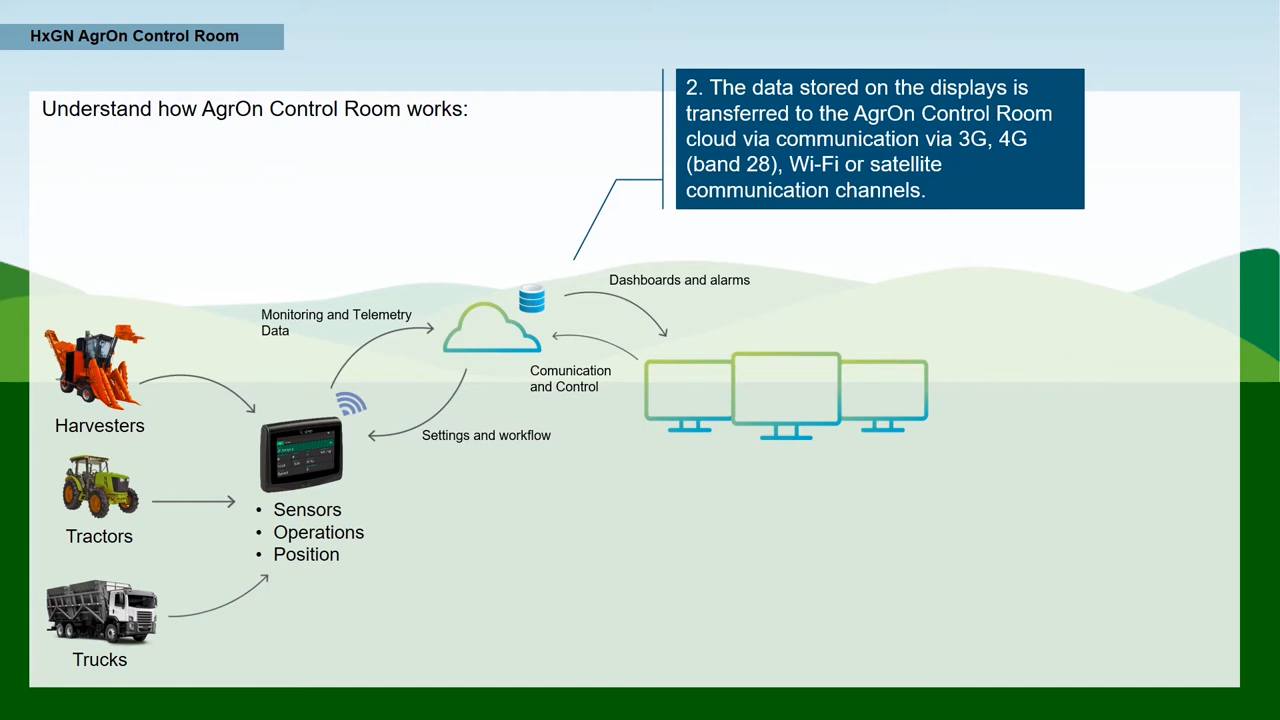 HxGN AgrOn Control Room
Understand how AgrOn Control Room works:
2. The data stored on the displays is
transferred to the AgrOn Control Room
cloud via communication via 3G, 4G
(band 28), Wi-Fi or satellite
communication channels.
Dashboards and alarms
Monitoring and Telemetry
Data
Comunication
and Control
Settings and workflow
Harvesters
Tractors
Trucks
• Sensors
• Operations
• Position